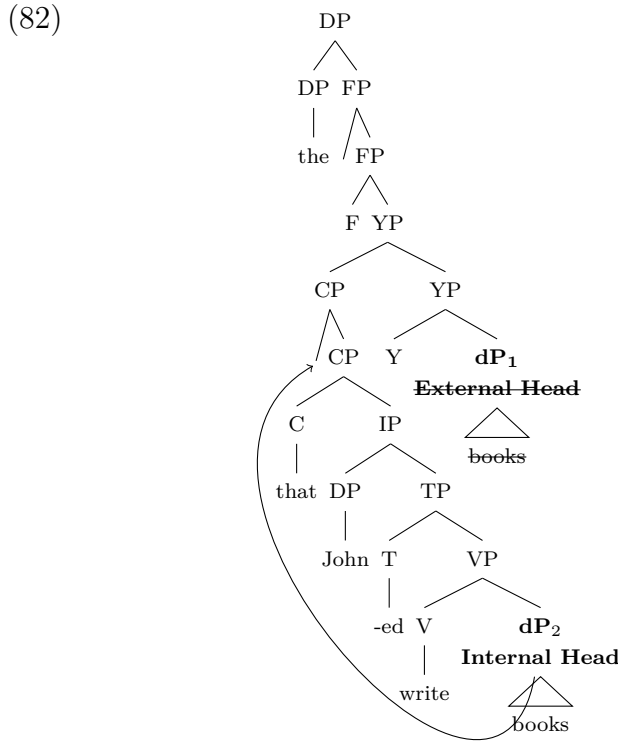 (82)
DP
DP FP
the FP
F YP
CP YP
CP Y dP₁
External Head
C IP books
that DP TP
John T VP
-ed V dP₂
Internal Head
write
books